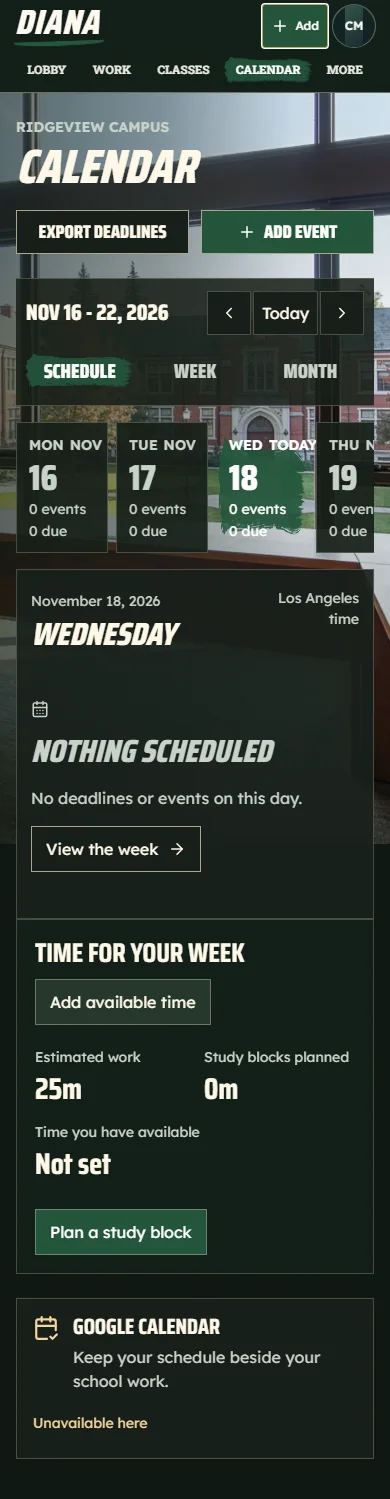 DIANA
+ Add
CM
LOBBY WORK CLASSES CALENDAR MORE
RIDGEVIEW CAMPUS
CALENDAR
EXPORT DEADLINES
+ ADD EVENT
NOV 16 - 22, 2026
Today
SCHEDULE WEEK MONTH
MON NOV
16
0 events
0 due
TUE NOV
17
0 events
0 due
WED TODAY
18
0 events
0 due
THU N
19
0 even
0 due
November 18, 2026
WEDNESDAY
Los Angeles
time
NOTHING SCHEDULED
No deadlines or events on this day.
View the week →
TIME FOR YOUR WEEK
Add available time
Estimated work
25m
Study blocks planned
0m
Time you have available
Not set
Plan a study block
GOOGLE CALENDAR
Keep your schedule beside your
school work.
Unavailable here